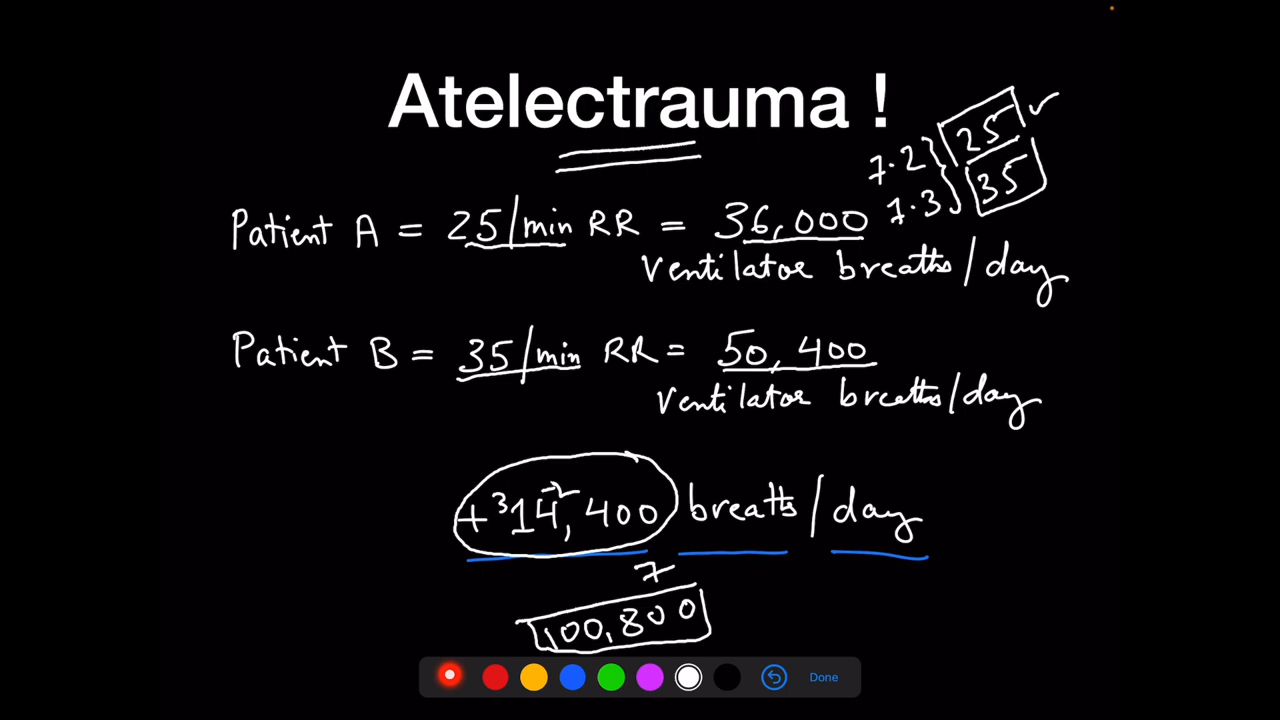 Atelectrauma !
7.2 } 25 ✓
7.3 } 35
Patient A = 25/min RR = 36,000
ventilator breaths/day
Patient B = 35/min RR = 50,400
ventilator breaths/day
+ 14,400 breaths/day
7
100,800
Done